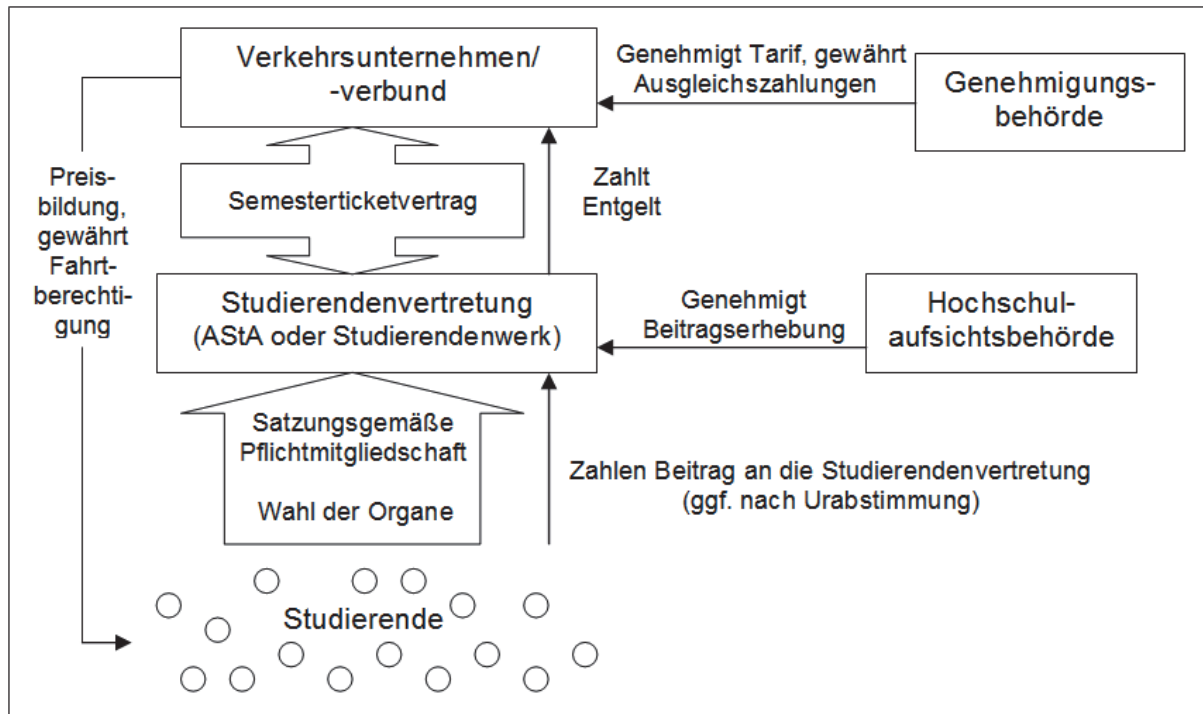 Verkehrsunternehmen/
-verbund
Genehmigt Tarif, gewährt
Ausgleichszahlungen
Genehmigungs-
behörde
Preis-
bildung,
gewährt
Fahrt-
berechti-
gung
Semesterticketvertrag
Zahlt
Entgelt
Studierendenvertretung
(AStA oder Studierendenwerk)
Genehmigt
Beitragserhebung
Hochschul-
aufsichtsbehörde
Satzungsgemäße
Pflichtmitgliedschaft
Wahl der Organe
Zahlen Beitrag an die Studierendenvertretung
(ggf. nach Urabstimmung)
Studierende